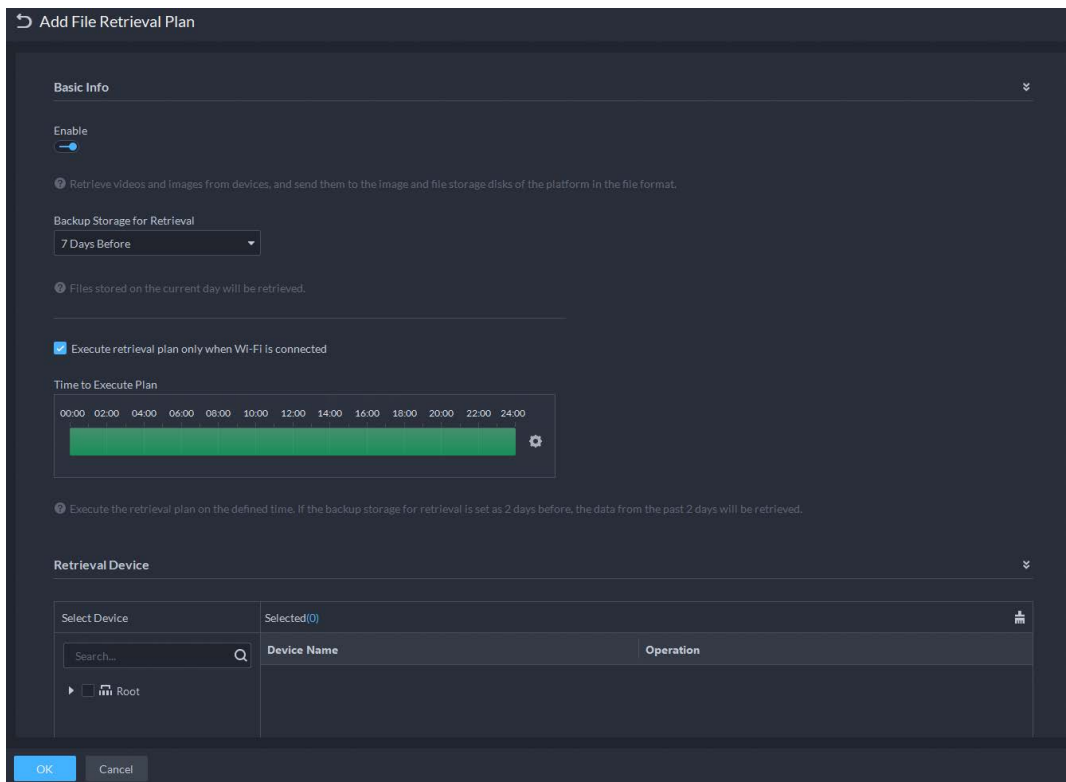 Add File Retrieval Plan
Basic Info
Enable
Retrieve videos and images from devices, and send them to the image and file storage disks of the platform in the file format.
Backup Storage for Retrieval
7 Days Before
Files stored on the current day will be retrieved.
Execute retrieval plan only when Wi-Fi is connected
Time to Execute Plan
00:00 02:00 04:00 06:00 08:00 10:00 12:00 14:00 16:00 18:00 20:00 22:00 24:00
Execute the retrieval plan on the defined time. If the backup storage for retrieval is set as 2 days before, the data from the past 2 days will be retrieved.
Retrieval Device
Select Device Selected(0)
Search... Device Name Operation
Root
OK Cancel